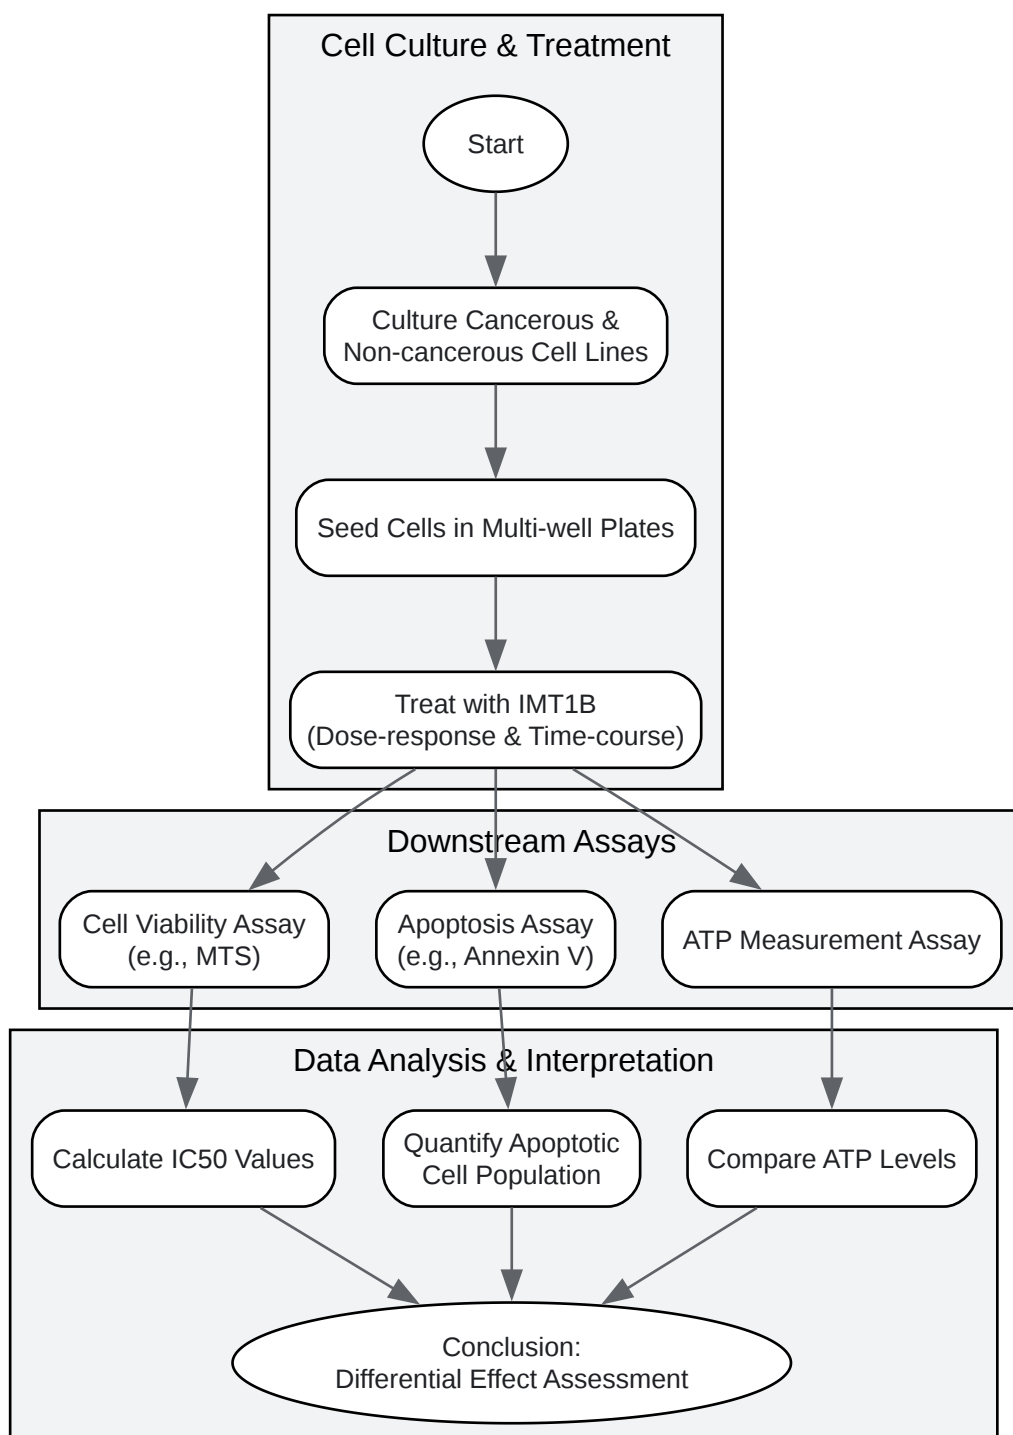 Cell Culture & Treatment
Start
Culture Cancerous &
Non-cancerous Cell Lines
Seed Cells in Multi-well Plates
Treat with IMT1B
(Dose-response & Time-course)
Downstream Assays
Cell Viability Assay
(e.g., MTS)
Apoptosis Assay
(e.g., Annexin V)
ATP Measurement Assay
Data Analysis & Interpretation
Calculate IC50 Values
Quantify Apoptotic
Cell Population
Compare ATP Levels
Conclusion:
Differential Effect Assessment